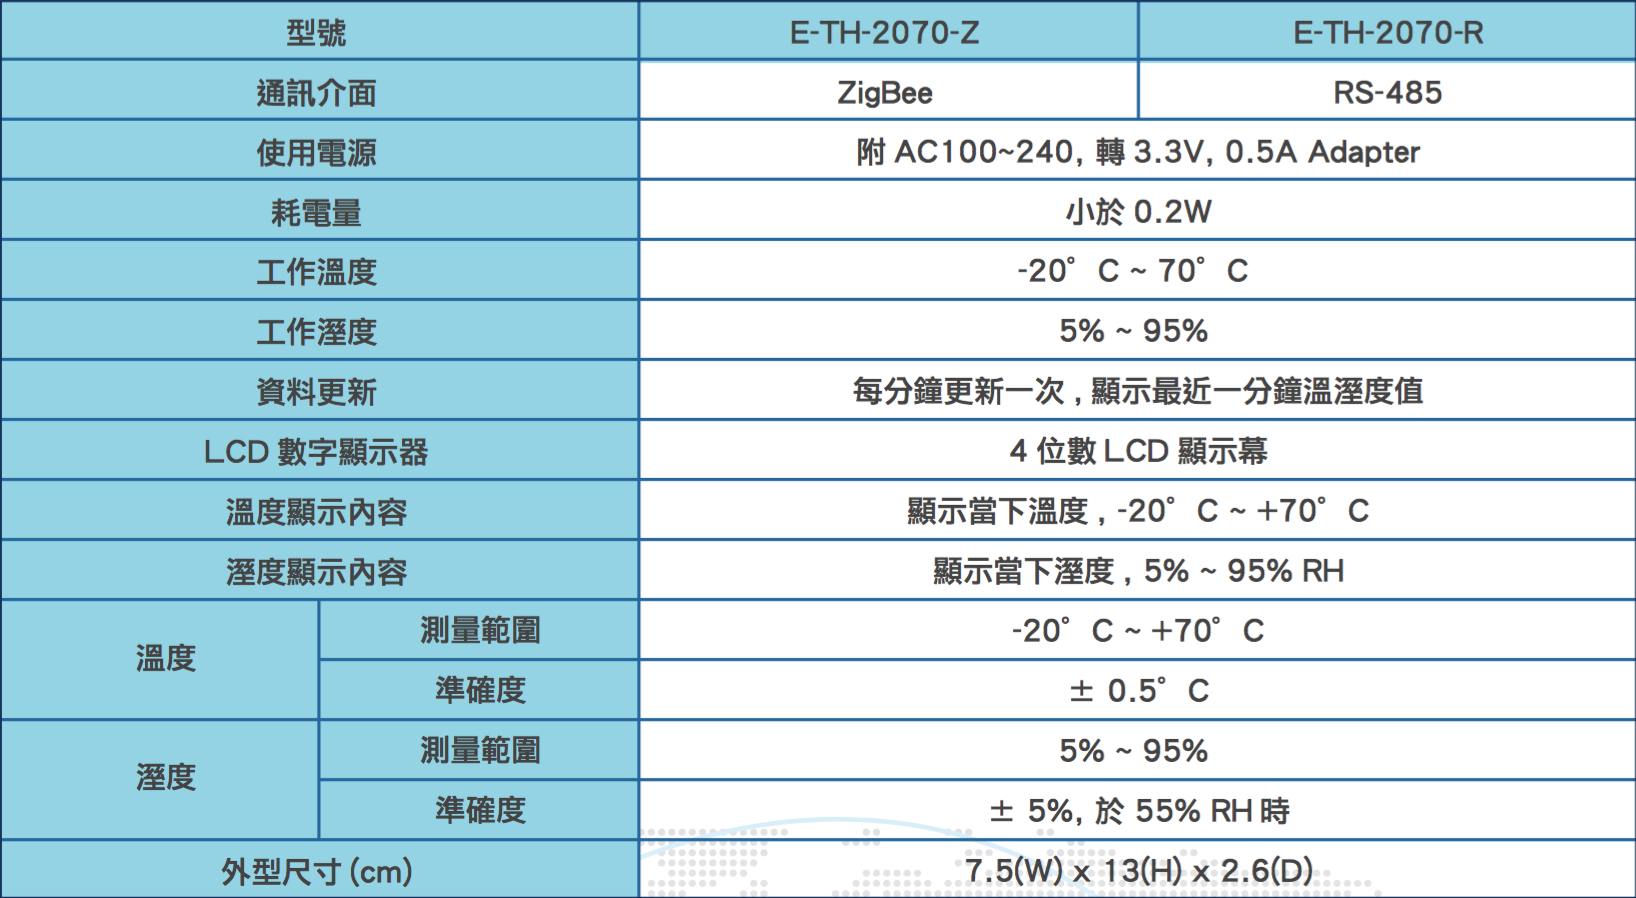 型號 E-TH-2070-Z E-TH-2070-R
通訊介面 ZigBee RS-485
使用電源 附 AC100~240, 轉 3.3V, 0.5A Adapter
耗電量 小於 0.2W
工作溫度 -20°C ~ 70°C
工作溼度 5% ~ 95%
資料更新 每分鐘更新一次 , 顯示最近一分鐘溫溼度值
LCD 數字顯示器 4 位數 LCD 顯示幕
溫度顯示內容 顯示當下溫度 , -20°C ~ +70°C
溼度顯示內容 顯示當下溼度 , 5% ~ 95% RH
溫度 測量範圍 -20°C ~ +70°C
準確度 ± 0.5°C
溼度 測量範圍 5% ~ 95%
準確度 ± 5%, 於 55% RH 時
外型尺寸 (cm) 7.5(W) x 13(H) x 2.6(D)